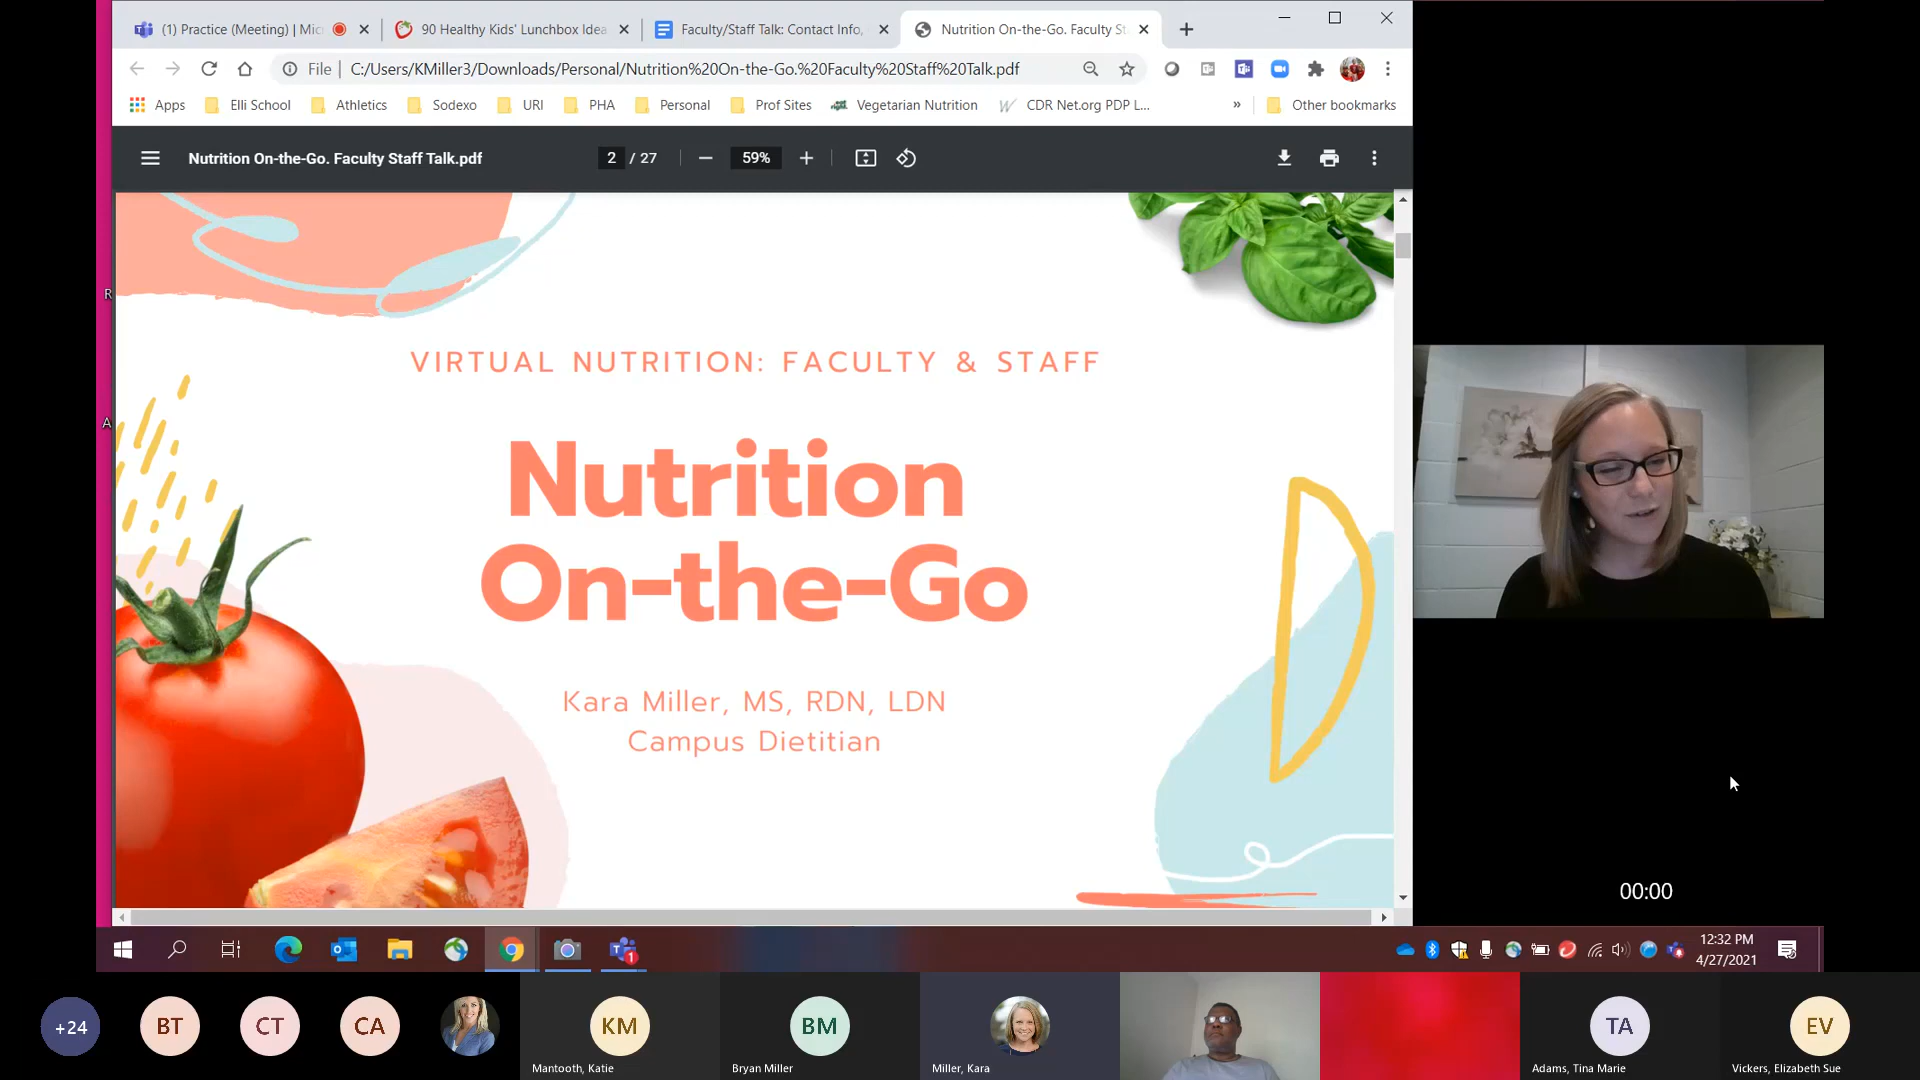 (1) Practice (Meeting) | Mic
90 Healthy Kids' Lunchbox Idea
Faculty/Staff Talk: Contact Info,
Nutrition On-the-Go. Faculty St
File
C:/Users/KMiller3/Downloads/Personal/Nutrition%20On-the-Go.%20Faculty%20Staff%20Talk.pdf
Apps
Elli School
Athletics
Sodexo
URI
PHA
Personal
Prof Sites
Vegetarian Nutrition
CDR Net.org PDP L...
»
Other bookmarks
Nutrition On-the-Go. Faculty Staff Talk.pdf
2 / 27
59%
R
A
VIRTUAL NUTRITION: FACULTY & STAFF
Nutrition
On-the-Go
Kara Miller, MS, RDN, LDN
Campus Dietitian
00:00
12:32 PM
4/27/2021
1
+24
BT
CT
CA
KM
Mantooth, Katie
BM
Bryan Miller
Miller, Kara
TA
Adams, Tina Marie
EV
Vickers, Elizabeth Sue